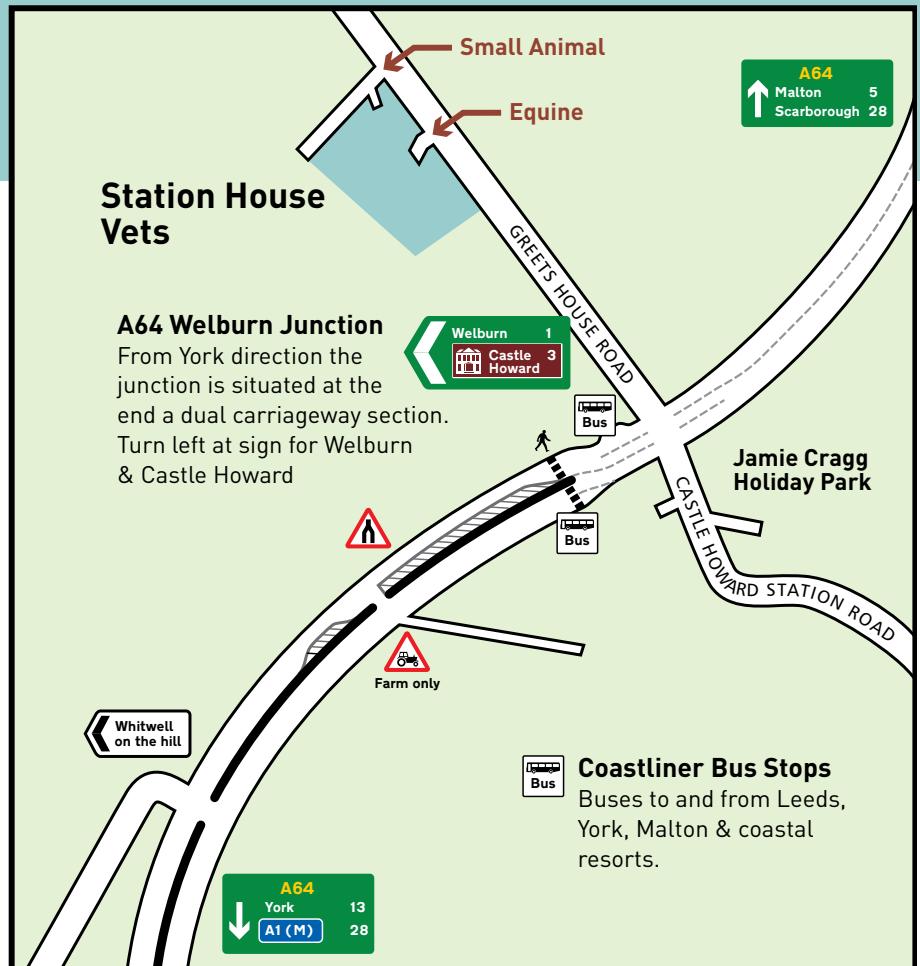 Small Animal
Equine
A64
Malton 5
Scarborough 28
Station House
Vets
GREETS HOUSE ROAD
A64 Welburn Junction
From York direction the
junction is situated at the
end a dual carriageway section.
Turn left at sign for Welburn
& Castle Howard
Welburn 1
Castle 3
Howard
Bus
Bus
Jamie Cragg
Holiday Park
CASTLE HOWARD STATION ROAD
Farm only
Whitwell
on the hill
Bus
Coastliner Bus Stops
Buses to and from Leeds,
York, Malton & coastal
resorts.
A64
York 13
A1 (M) 28